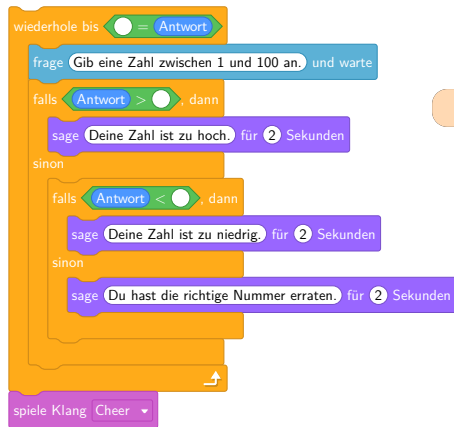 wiederhole bis = Antwort
frage Gib eine Zahl zwischen 1 und 100 an. und warte
falls Antwort > , dann
sage Deine Zahl ist zu hoch. für 2 Sekunden
sinon
falls Antwort < , dann
sage Deine Zahl ist zu niedrig. für 2 Sekunden
sinon
sage Du hast die richtige Nummer erraten. für 2 Sekunden
spiele Klang Cheer